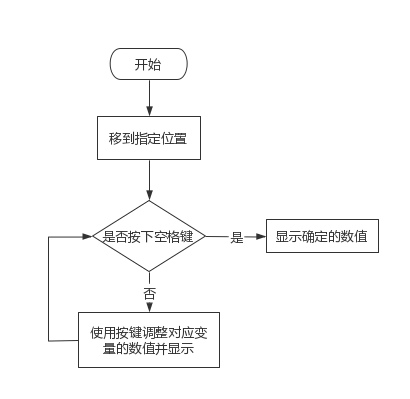 开始
移到指定位置
是否按下空格键
是
显示确定的数值
否
使用按键调整对应变
量的数值并显示